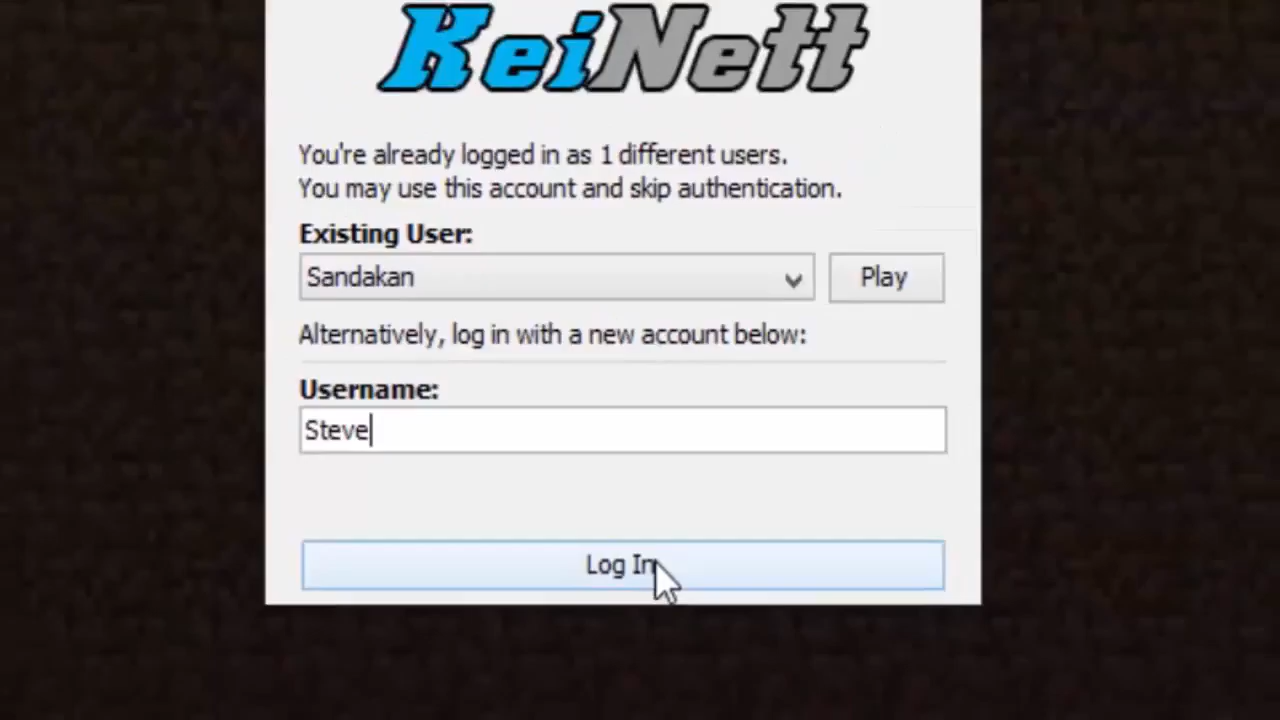 KeiNett
You're already logged in as 1 different users.
You may use this account and skip authentication.
Existing User:
Sandakan
Play
Alternatively, log in with a new account below:
Username:
Steve
Log In